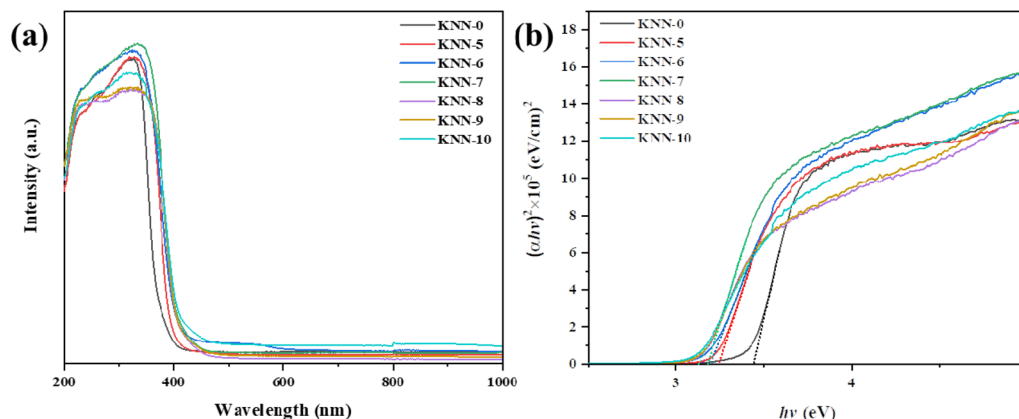 (a)
KNN-0
KNN-5
KNN-6
KNN-7
KNN-8
KNN-9
KNN-10
Intensity (a.u.)
200 400 600 800 1000
Wavelength (nm)
(b)
KNN-0
KNN-5
KNN-6
KNN-7
KNN 8
KNN-9
KNN-10
(αhν)²×10⁵ (eV/cm)²
18
16
14
12
10
8
6
4
2
0
3 4
hν (eV)